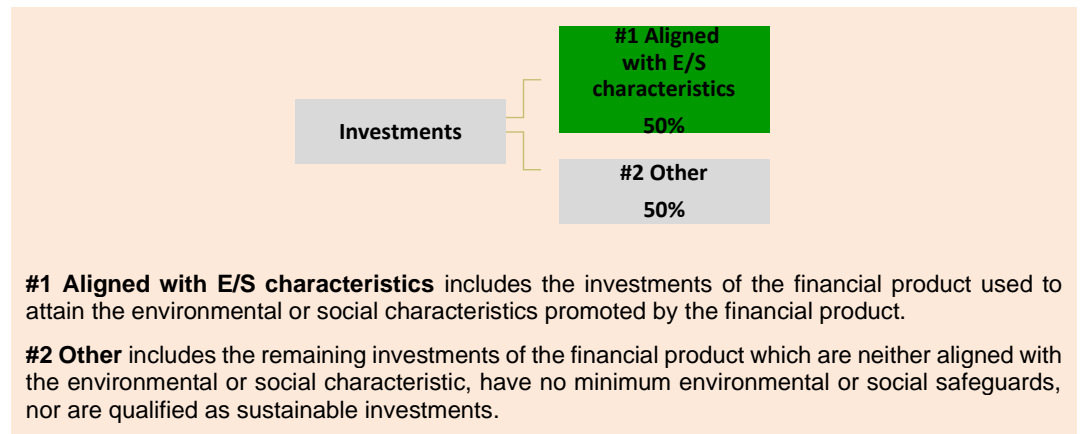 #1 Aligned
with E/S
characteristics
50%
Investments
#2 Other
50%
#1 Aligned with E/S characteristics includes the investments of the financial product used to
attain the environmental or social characteristics promoted by the financial product.
#2 Other includes the remaining investments of the financial product which are neither aligned with
the environmental or social characteristic, have no minimum environmental or social safeguards,
nor are qualified as sustainable investments.